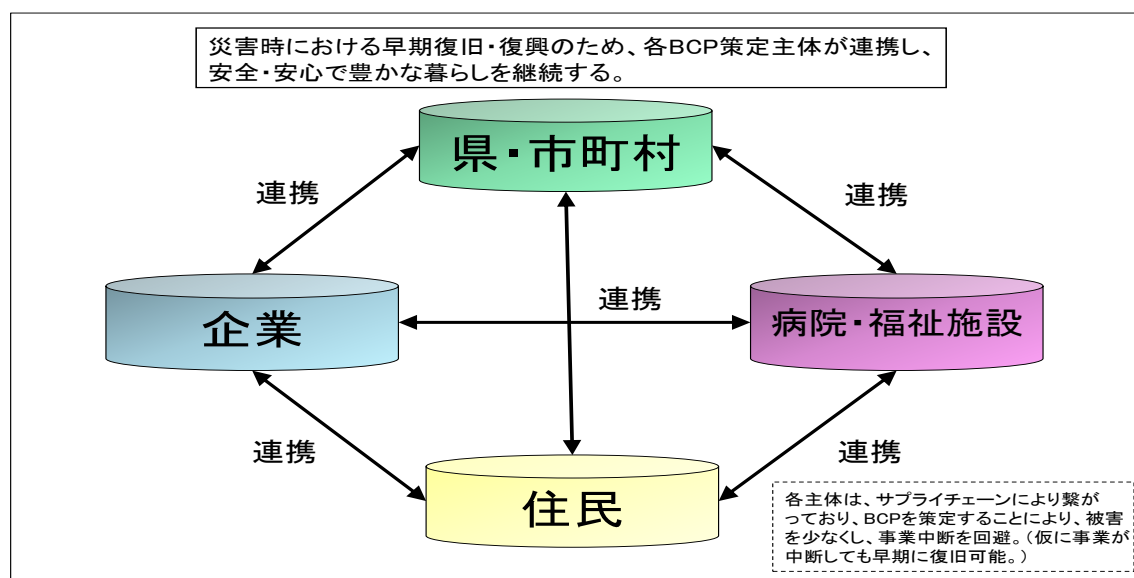 災害時における早期復旧・復興のため、各BCP策定主体が連携し、
安全・安心で豊かな暮らしを継続する。
県・市町村
連携
連携
企業
連携
病院・福祉施設
連携
連携
住民
各主体は、サプライチェーンにより繋が
っており、BCPを策定することにより、被害
を少なくし、事業中断を回避。(仮に事業が
中断しても早期に復旧可能。)